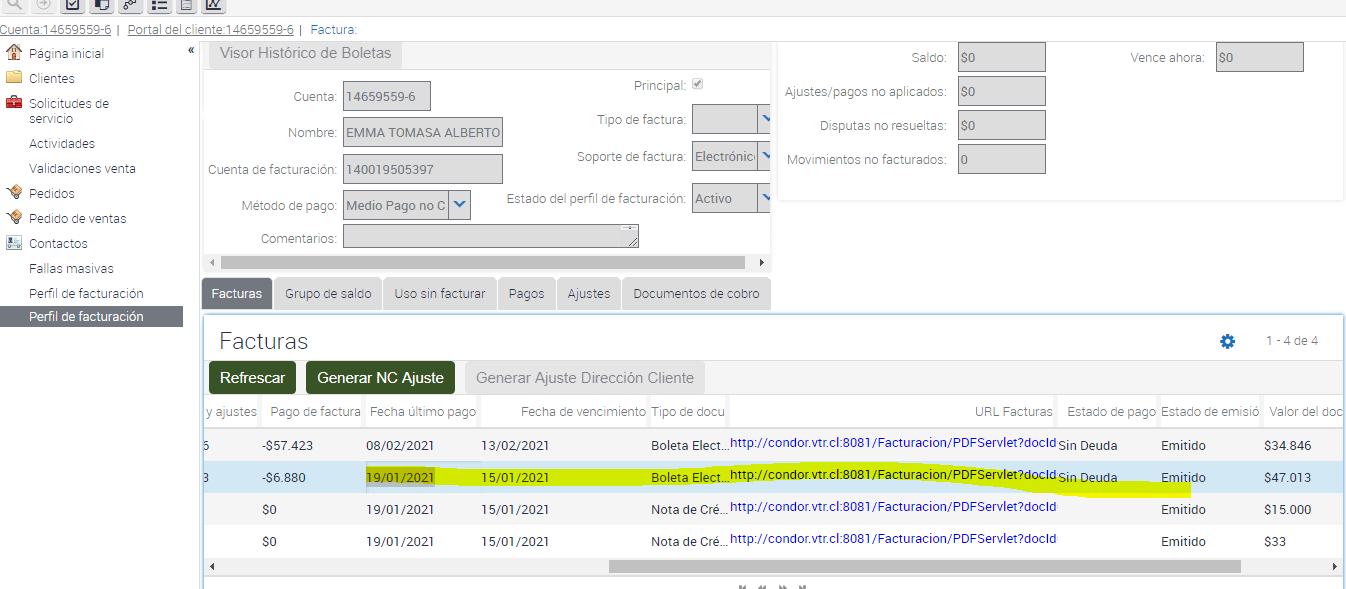 Cuenta:14659559-6 | Portal del cliente:14659559-6 | Factura:
Página inicial
Clientes
Solicitudes de
servicio
Actividades
Validaciones venta
Pedidos
Pedido de ventas
Contactos
Fallas masivas
Perfil de facturación
Perfil de facturación
«
Visor Histórico de Boletas
Cuenta: 14659559-6
Nombre: EMMA TOMASA ALBERTO
Cuenta de facturación: 140019505397
Método de pago: Medio Pago no C
Comentarios:
Principal:
Tipo de factura:
Soporte de factura: Electrónic
Estado del perfil de facturación: Activo
Saldo: $0
Vence ahora: $0
Ajustes/pagos no aplicados: $0
Disputas no resueltas: $0
Movimientos no facturados: 0
Facturas Grupo de saldo Uso sin facturar Pagos Ajustes Documentos de cobro
Facturas 1 - 4 de 4
Refrescar Generar NC Ajuste Generar Ajuste Dirección Cliente
y ajustes Pago de factura Fecha último pago Fecha de vencimiento Tipo de docu URL Facturas Estado de pago Estado de emisió Valor del doc
6 -$57.423 08/02/2021 13/02/2021 Boleta Elect... http://condor.vtr.cl:8081/Facturacion/PDFServlet?docId Sin Deuda Emitido $34.846
3 -$6.880 19/01/2021 15/01/2021 Boleta Elect... http://condor.vtr.cl:8081/Facturacion/PDFServlet?docId Sin Deuda Emitido $47.013
$0 19/01/2021 15/01/2021 Nota de Cré... http://condor.vtr.cl:8081/Facturacion/PDFServlet?docId Emitido $15.000
$0 19/01/2021 15/01/2021 Nota de Cré... http://condor.vtr.cl:8081/Facturacion/PDFServlet?docId Emitido $33